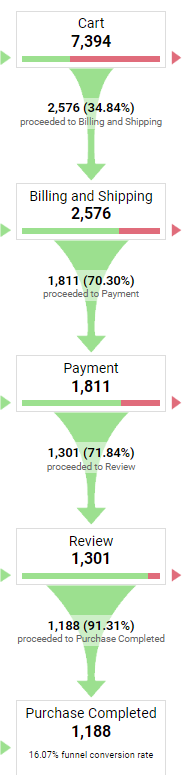 Cart
7,394
2,576 (34.84%)
proceeded to Billing and Shipping
Billing and Shipping
2,576
1,811 (70.30%)
proceeded to Payment
Payment
1,811
1,301 (71.84%)
proceeded to Review
Review
1,301
1,188 (91.31%)
proceeded to Purchase Completed
Purchase Completed
1,188
16.07% funnel conversion rate